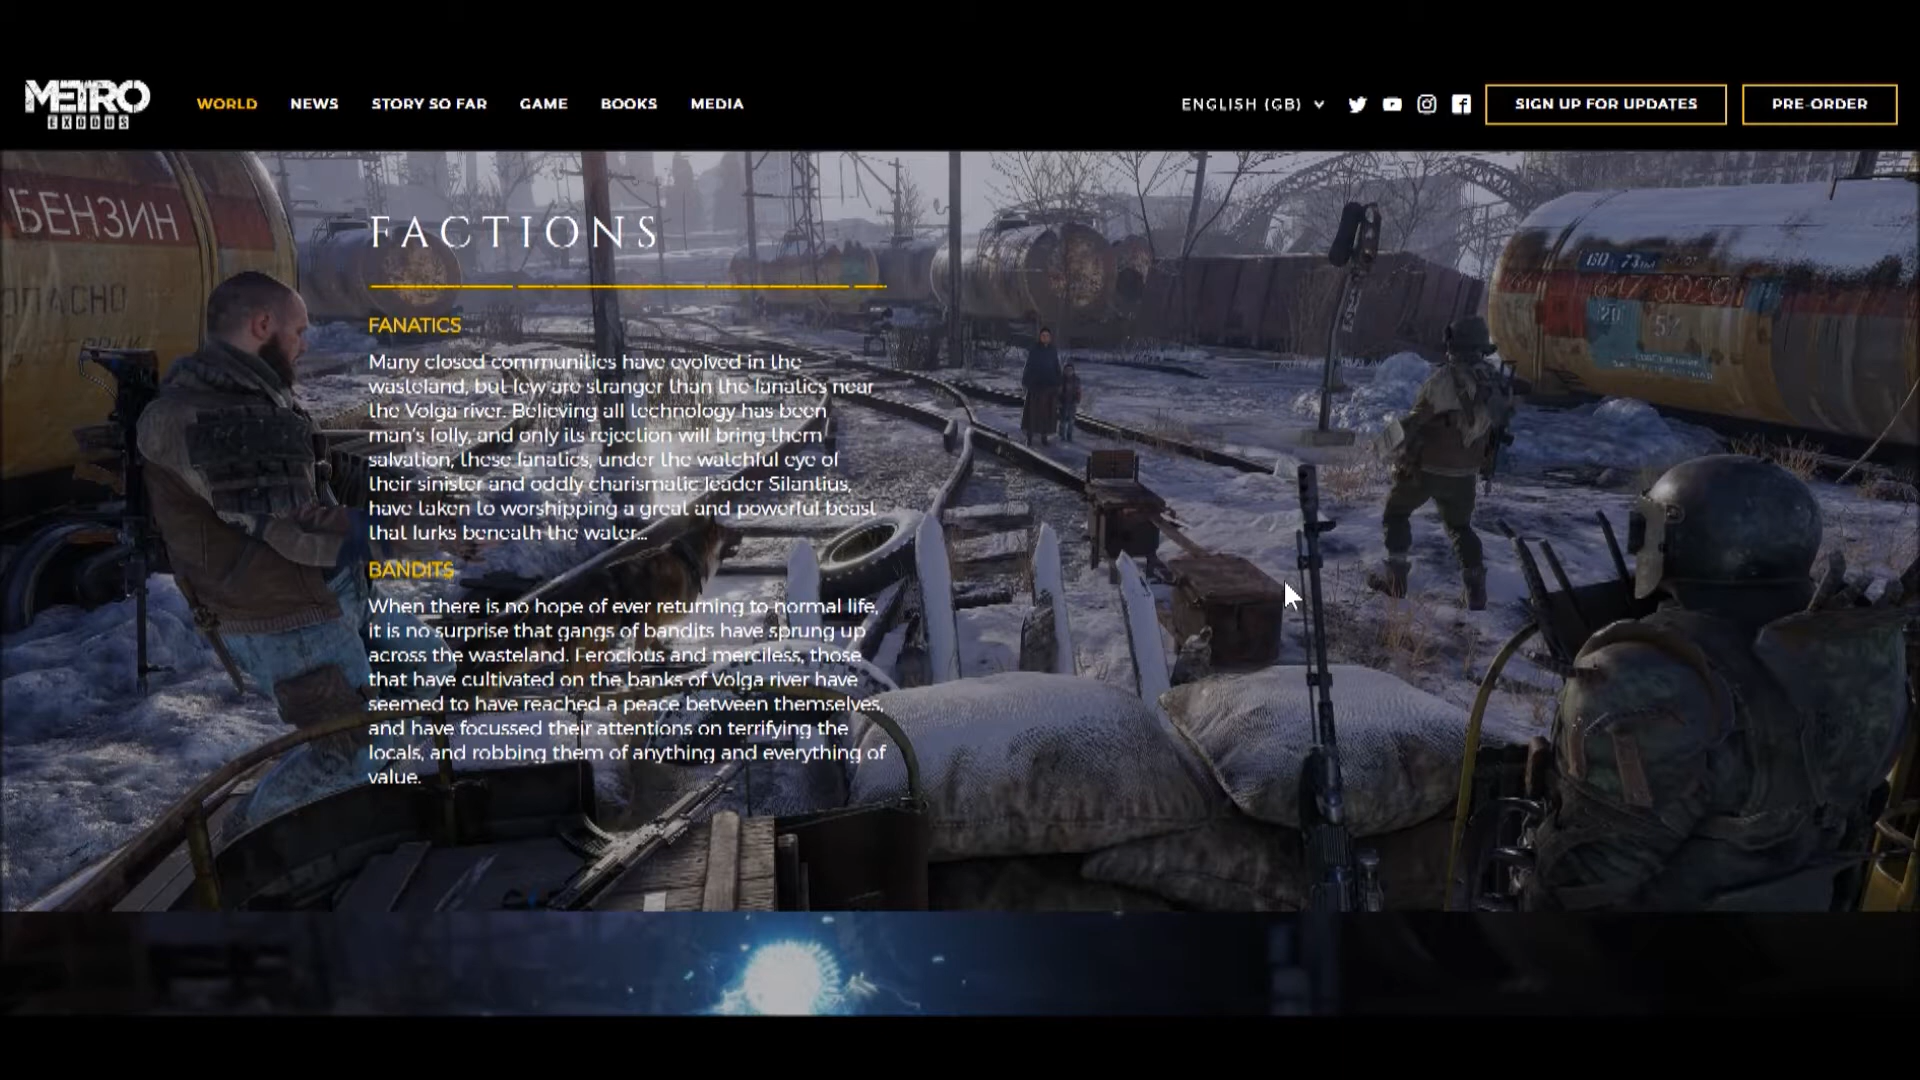 METRO
EXODUS
WORLD NEWS STORY SO FAR GAME BOOKS MEDIA
ENGLISH (GB)
SIGN UP FOR UPDATES
PRE-ORDER
БЕНЗИН
ОПАСНО
FACTIONS
FANATICS
Many closed communities have evolved in the
wasteland, but few are stranger than the fanatics near
the Volga river. Believing all technology has been
man's folly, and only its rejection will bring them
salvation, these fanatics, under the watchful eye of
their sinister and oddly charismatic leader Silantius,
have taken to worshipping a great and powerful beast
that lurks beneath the water...
BANDITS
When there is no hope of ever returning to normal life,
it is no surprise that gangs of bandits have sprung up
across the wasteland. Ferocious and merciless, those
that have cultivated on the banks of Volga river have
seemed to have reached a peace between themselves,
and have focussed their attentions on terrifying the
locals, and robbing them of anything and everything of
value.